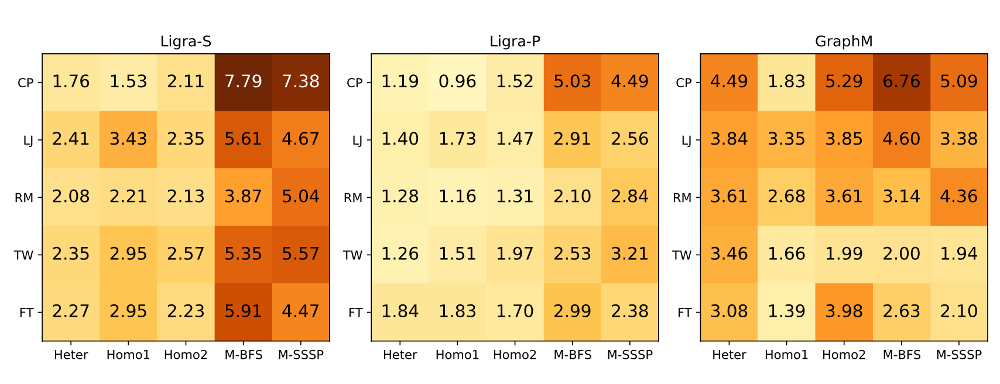 Ligra-S
CP 1.76 1.53 2.11 7.79 7.38
LJ 2.41 3.43 2.35 5.61 4.67
RM 2.08 2.21 2.13 3.87 5.04
TW 2.35 2.95 2.57 5.35 5.57
FT 2.27 2.95 2.23 5.91 4.47
Heter Homo1 Homo2 M-BFS M-SSSP
Ligra-P
CP 1.19 0.96 1.52 5.03 4.49
LJ 1.40 1.73 1.47 2.91 2.56
RM 1.28 1.16 1.31 2.10 2.84
TW 1.26 1.51 1.97 2.53 3.21
FT 1.84 1.83 1.70 2.99 2.38
Heter Homo1 Homo2 M-BFS M-SSSP
GraphM
CP 4.49 1.83 5.29 6.76 5.09
LJ 3.84 3.35 3.85 4.60 3.38
RM 3.61 2.68 3.61 3.14 4.36
TW 3.46 1.66 1.99 2.00 1.94
FT 3.08 1.39 3.98 2.63 2.10
Heter Homo1 Homo2 M-BFS M-SSSP